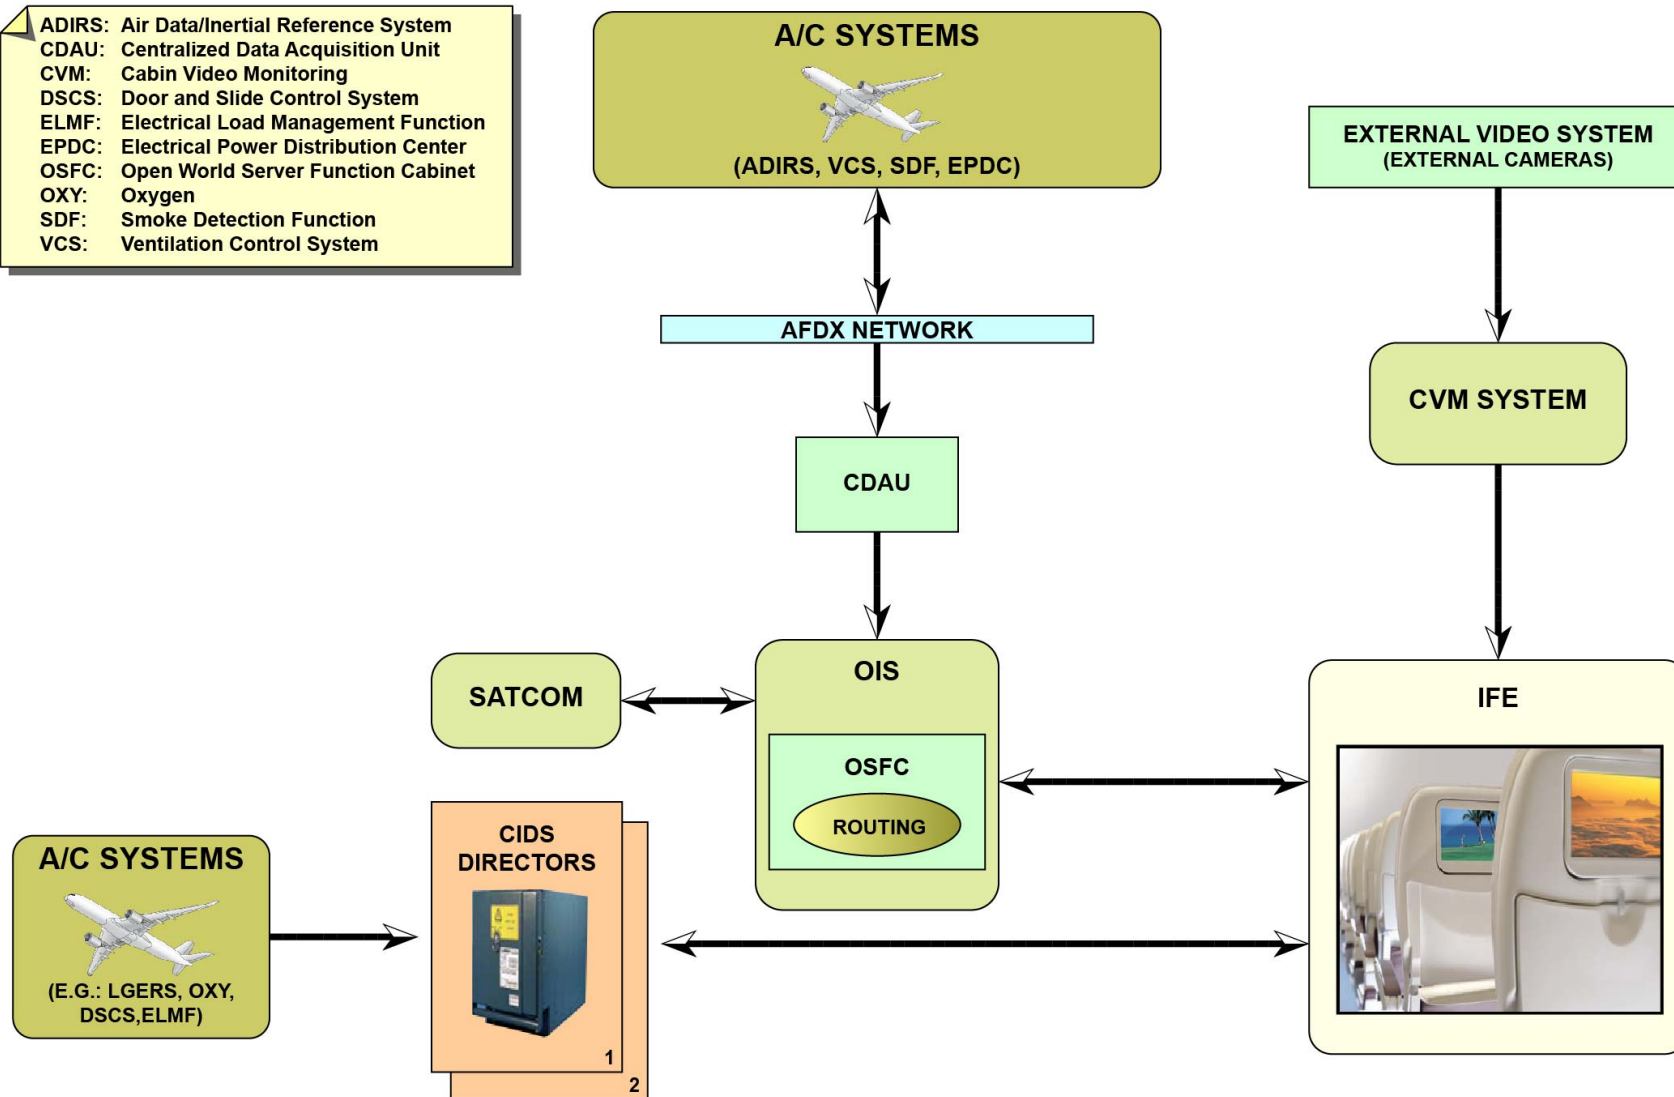 ADIRS: Air Data/Inertial Reference System
CDAU: Centralized Data Acquisition Unit
CVM: Cabin Video Monitoring
DSCS: Door and Slide Control System
ELMF: Electrical Load Management Function
EPDC: Electrical Power Distribution Center
OSFC: Open World Server Function Cabinet
OXY: Oxygen
SDF: Smoke Detection Function
VCS: Ventilation Control System
A/C SYSTEMS
(ADIRS, VCS, SDF, EPDC)
EXTERNAL VIDEO SYSTEM
(EXTERNAL CAMERAS)
AFDX NETWORK
CVM SYSTEM
CDAU
SATCOM
OIS
OSFC
ROUTING
IFE
A/C SYSTEMS
(E.G.: LGERS, OXY,
DSCS,ELMF)
CIDS
DIRECTORS
1
2